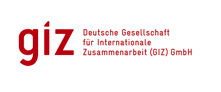 giz
Deutsche Gesellschaft
für Internationale
Zusammenarbeit (GIZ) GmbH